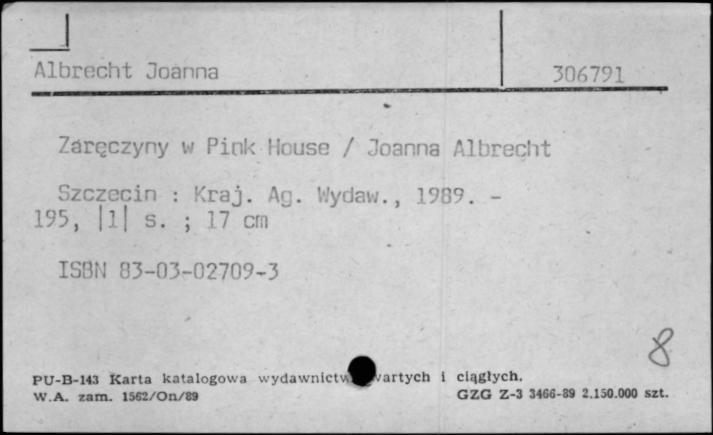 Albrecht Joanna 306791
Zaręczyny w Pink House / Joanna Albrecht
Szczecin : Kraj. Ag. Wydaw., 1989. -
195, |1| s. ; 17 cm
ISBN 83-03-02709-3
8
PU-B-143 Karta katalogowa wydawnictw wartych i ciągłych.
W.A. zam. 1562/On/89 GZG Z-3 3466-89 2.150.000 szt.